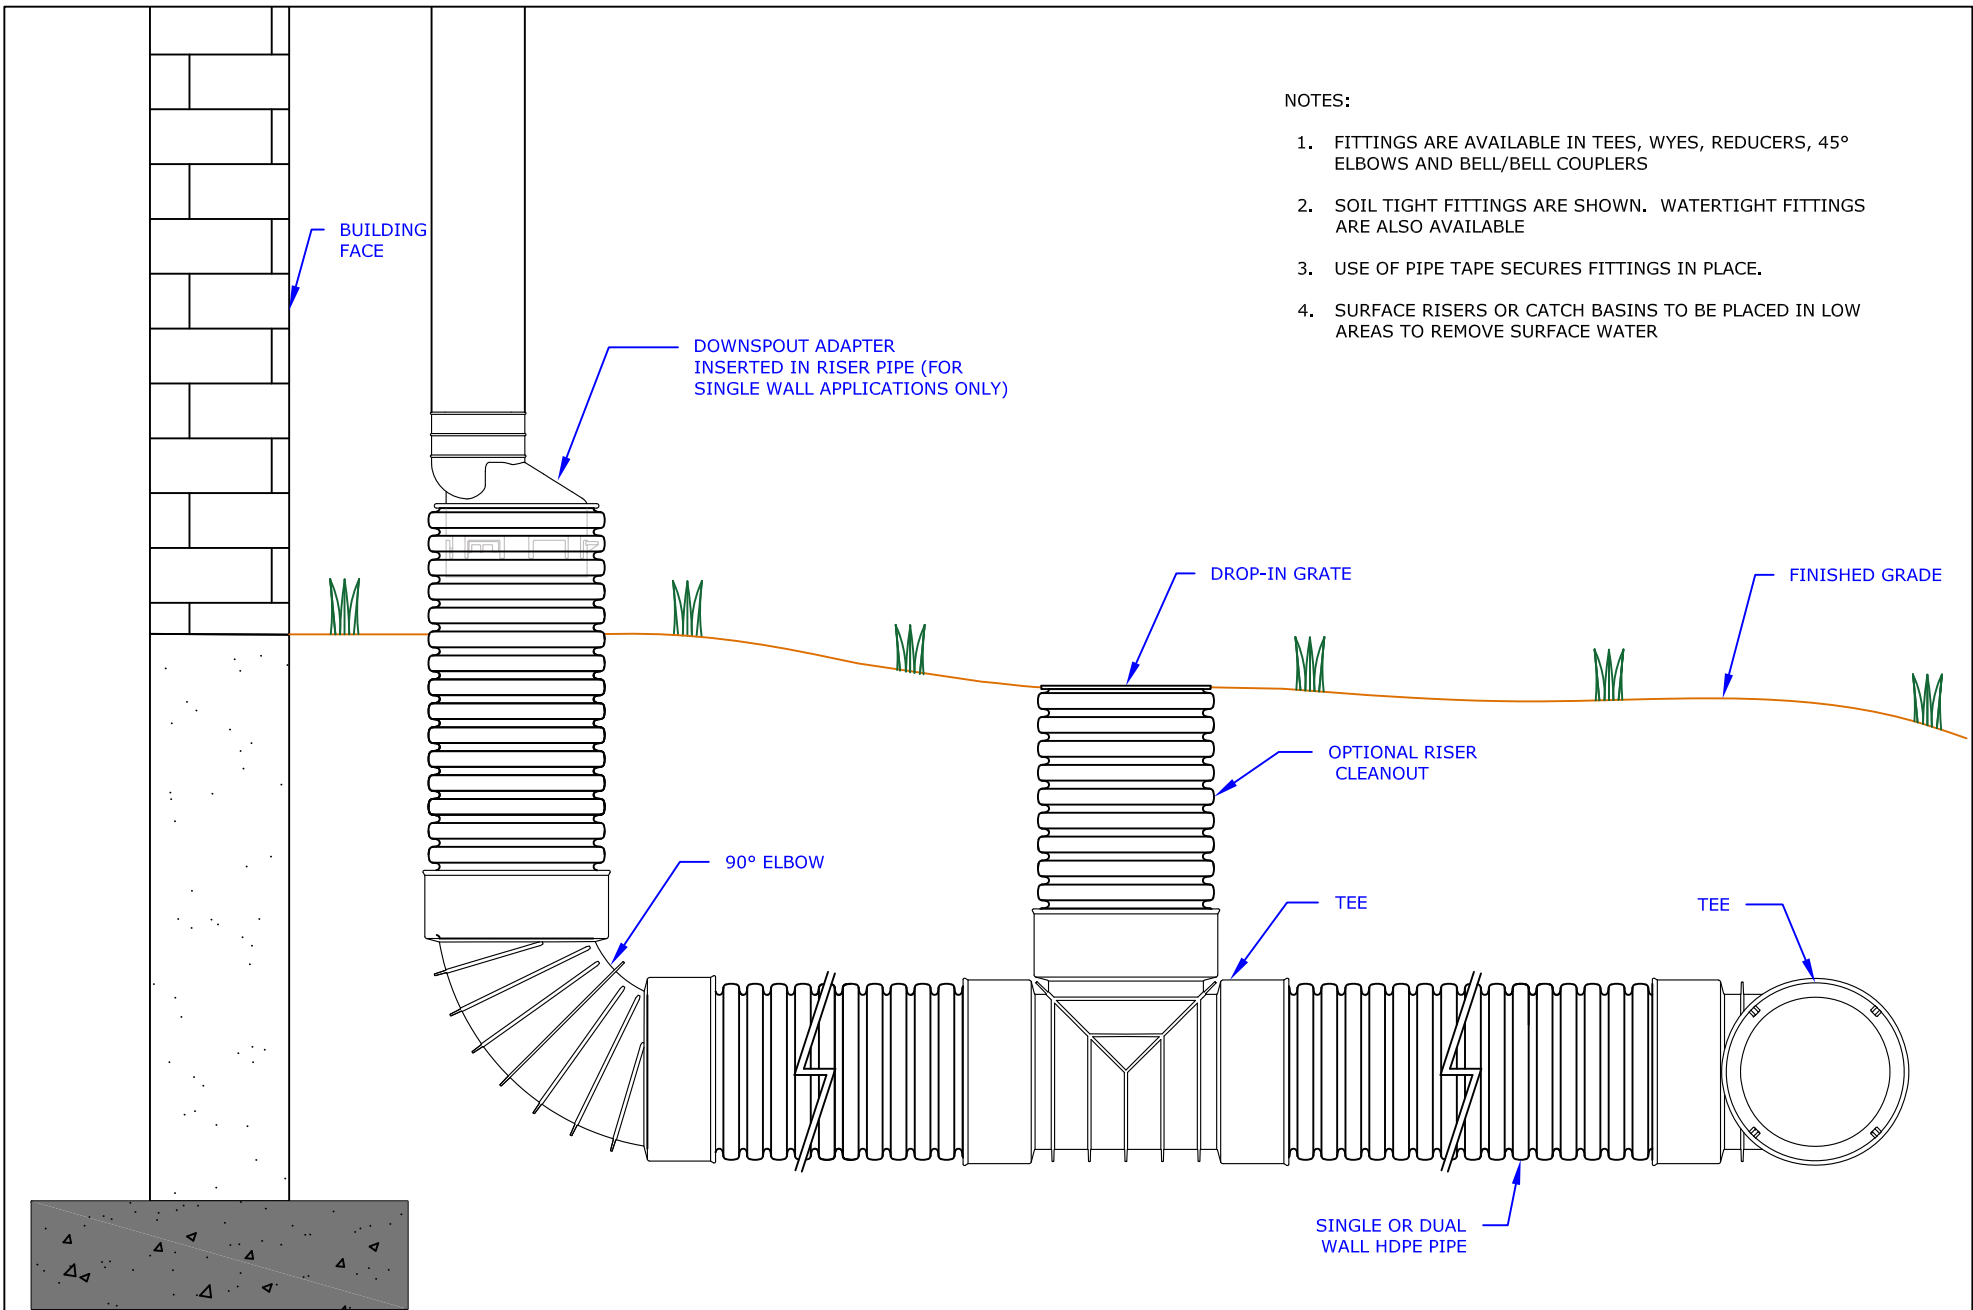 NOTES:
1. FITTINGS ARE AVAILABLE IN TEES, WYES, REDUCERS, 45°
ELBOWS AND BELL/BELL COUPLERS
2. SOIL TIGHT FITTINGS ARE SHOWN. WATERTIGHT FITTINGS
ARE ALSO AVAILABLE
3. USE OF PIPE TAPE SECURES FITTINGS IN PLACE.
4. SURFACE RISERS OR CATCH BASINS TO BE PLACED IN LOW
AREAS TO REMOVE SURFACE WATER
BUILDING
FACE
DOWNSPOUT ADAPTER
INSERTED IN RISER PIPE (FOR
SINGLE WALL APPLICATIONS ONLY)
DROP-IN GRATE
FINISHED GRADE
OPTIONAL RISER
CLEANOUT
90° ELBOW
TEE
TEE
SINGLE OR DUAL
WALL HDPE PIPE